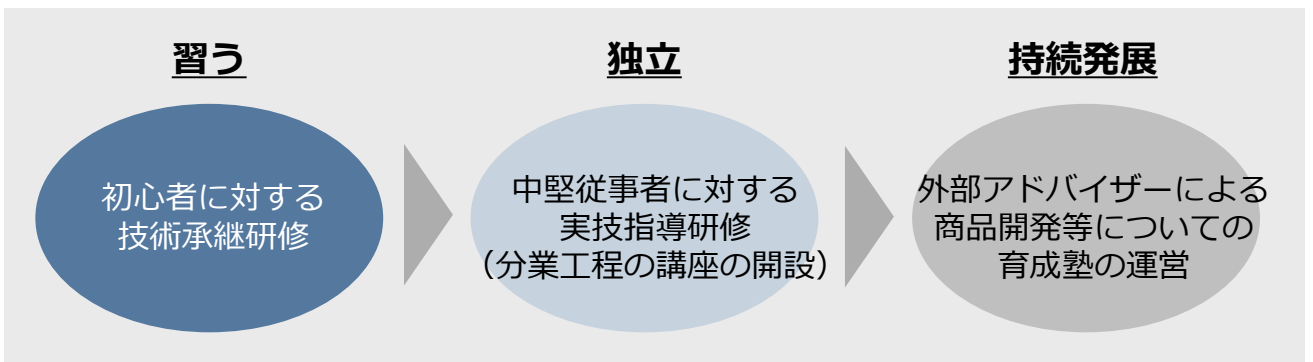 習う
初心者に対する
技術承継研修
独立
中堅従事者に対する
実技指導研修
（分業工程の講座の開設）
持続発展
外部アドバイザーによる
商品開発等についての
育成塾の運営